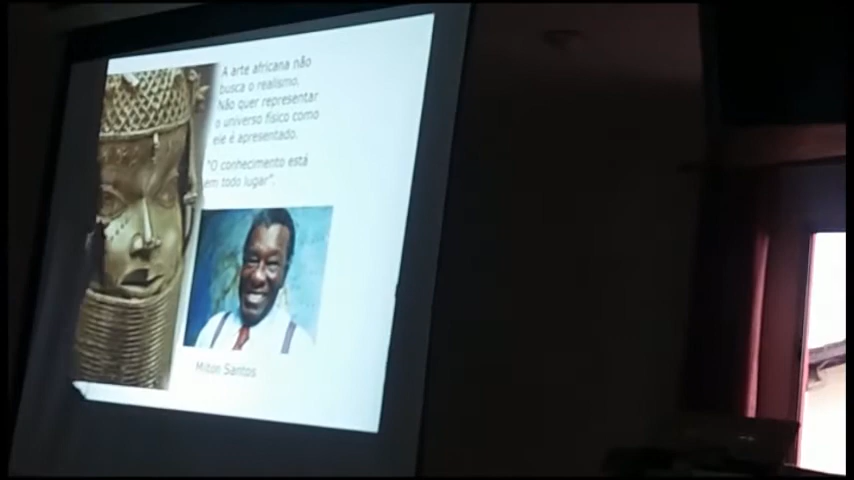 A arte africana não
busca o realismo.
Não quer representar
o universo físico como
ele é apresentado.
"O conhecimento está
em todo lugar".
Milton Santos